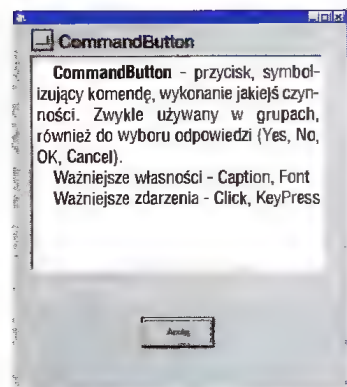 CommandButton
CommandButton - przycisk, symbol-
izujący komendę, wykonanie jakiejś czyn-
ności. Zwykle używany w grupach,
również do wyboru odpowiedzi (Yes, No,
OK, Cancel).
Ważniejsze własności - Caption, Font
Ważniejsze zdarzenia - Click, KeyPress